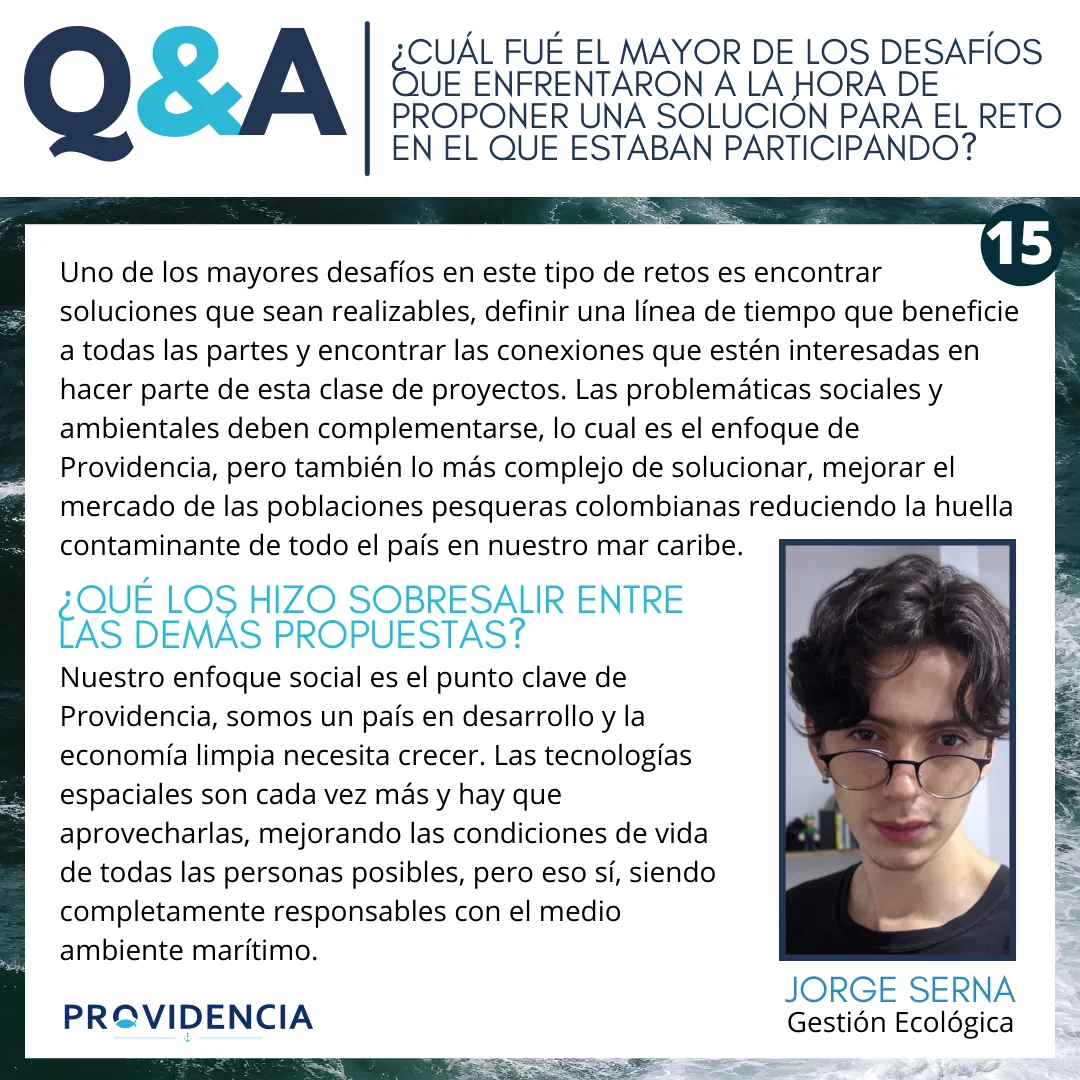 Q&A
¿CUÁL FUÉ EL MAYOR DE LOS DESAFÍOS
QUE ENFRENTARON A LA HORA DE
PROPONER UNA SOLUCIÓN PARA EL RETO
EN EL QUE ESTABAN PARTICIPANDO?
15
Uno de los mayores desafíos en este tipo de retos es encontrar
soluciones que sean realizables, definir una línea de tiempo que beneficie
a todas las partes y encontrar las conexiones que estén interesadas en
hacer parte de esta clase de proyectos. Las problemáticas sociales y
ambientales deben complementarse, lo cual es el enfoque de
Providencia, pero también lo más complejo de solucionar, mejorar el
mercado de las poblaciones pesqueras colombianas reduciendo la huella
contaminante de todo el país en nuestro mar caribe.
¿QUÉ LOS HIZO SOBRESALIR ENTRE
LAS DEMÁS PROPUESTAS?
Nuestro enfoque social es el punto clave de
Providencia, somos un país en desarrollo y la
economía limpia necesita crecer. Las tecnologías
espaciales son cada vez más y hay que
aprovecharlas, mejorando las condiciones de vida
de todas las personas posibles, pero eso sí, siendo
completamente responsables con el medio
ambiente marítimo.
JORGE SERNA
Gestión Ecológica
PROVIDENCIA